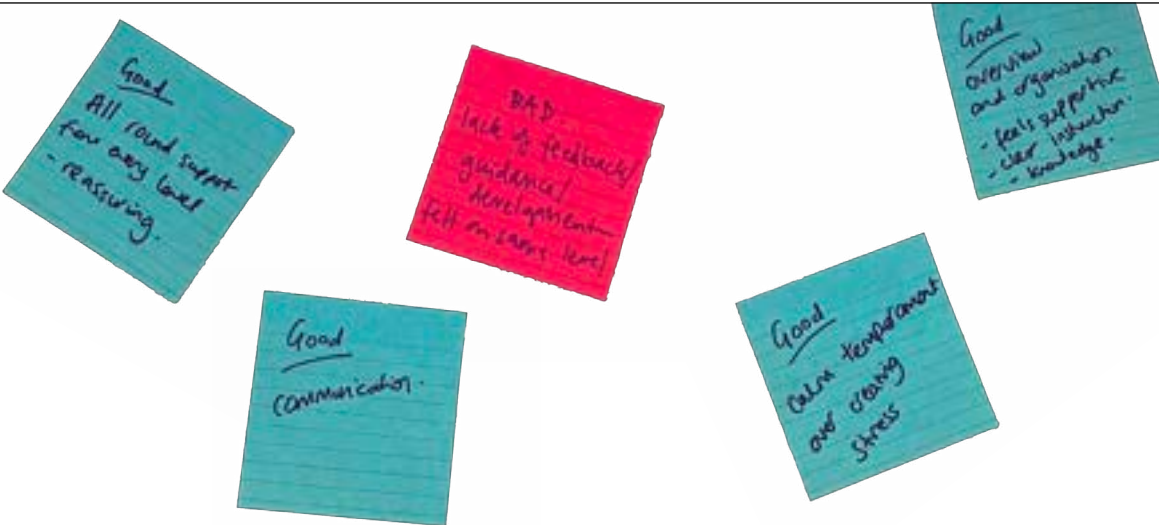 Good
All round support
from every level
- reassuring.
BAD.
lack of feedback/
guidance/
development
felt on same level
Good
overview
and organisation.
- feels supportive
- clear instruction.
- knowledge.
Good
communication.
Good
calm temperament
over creating
stress